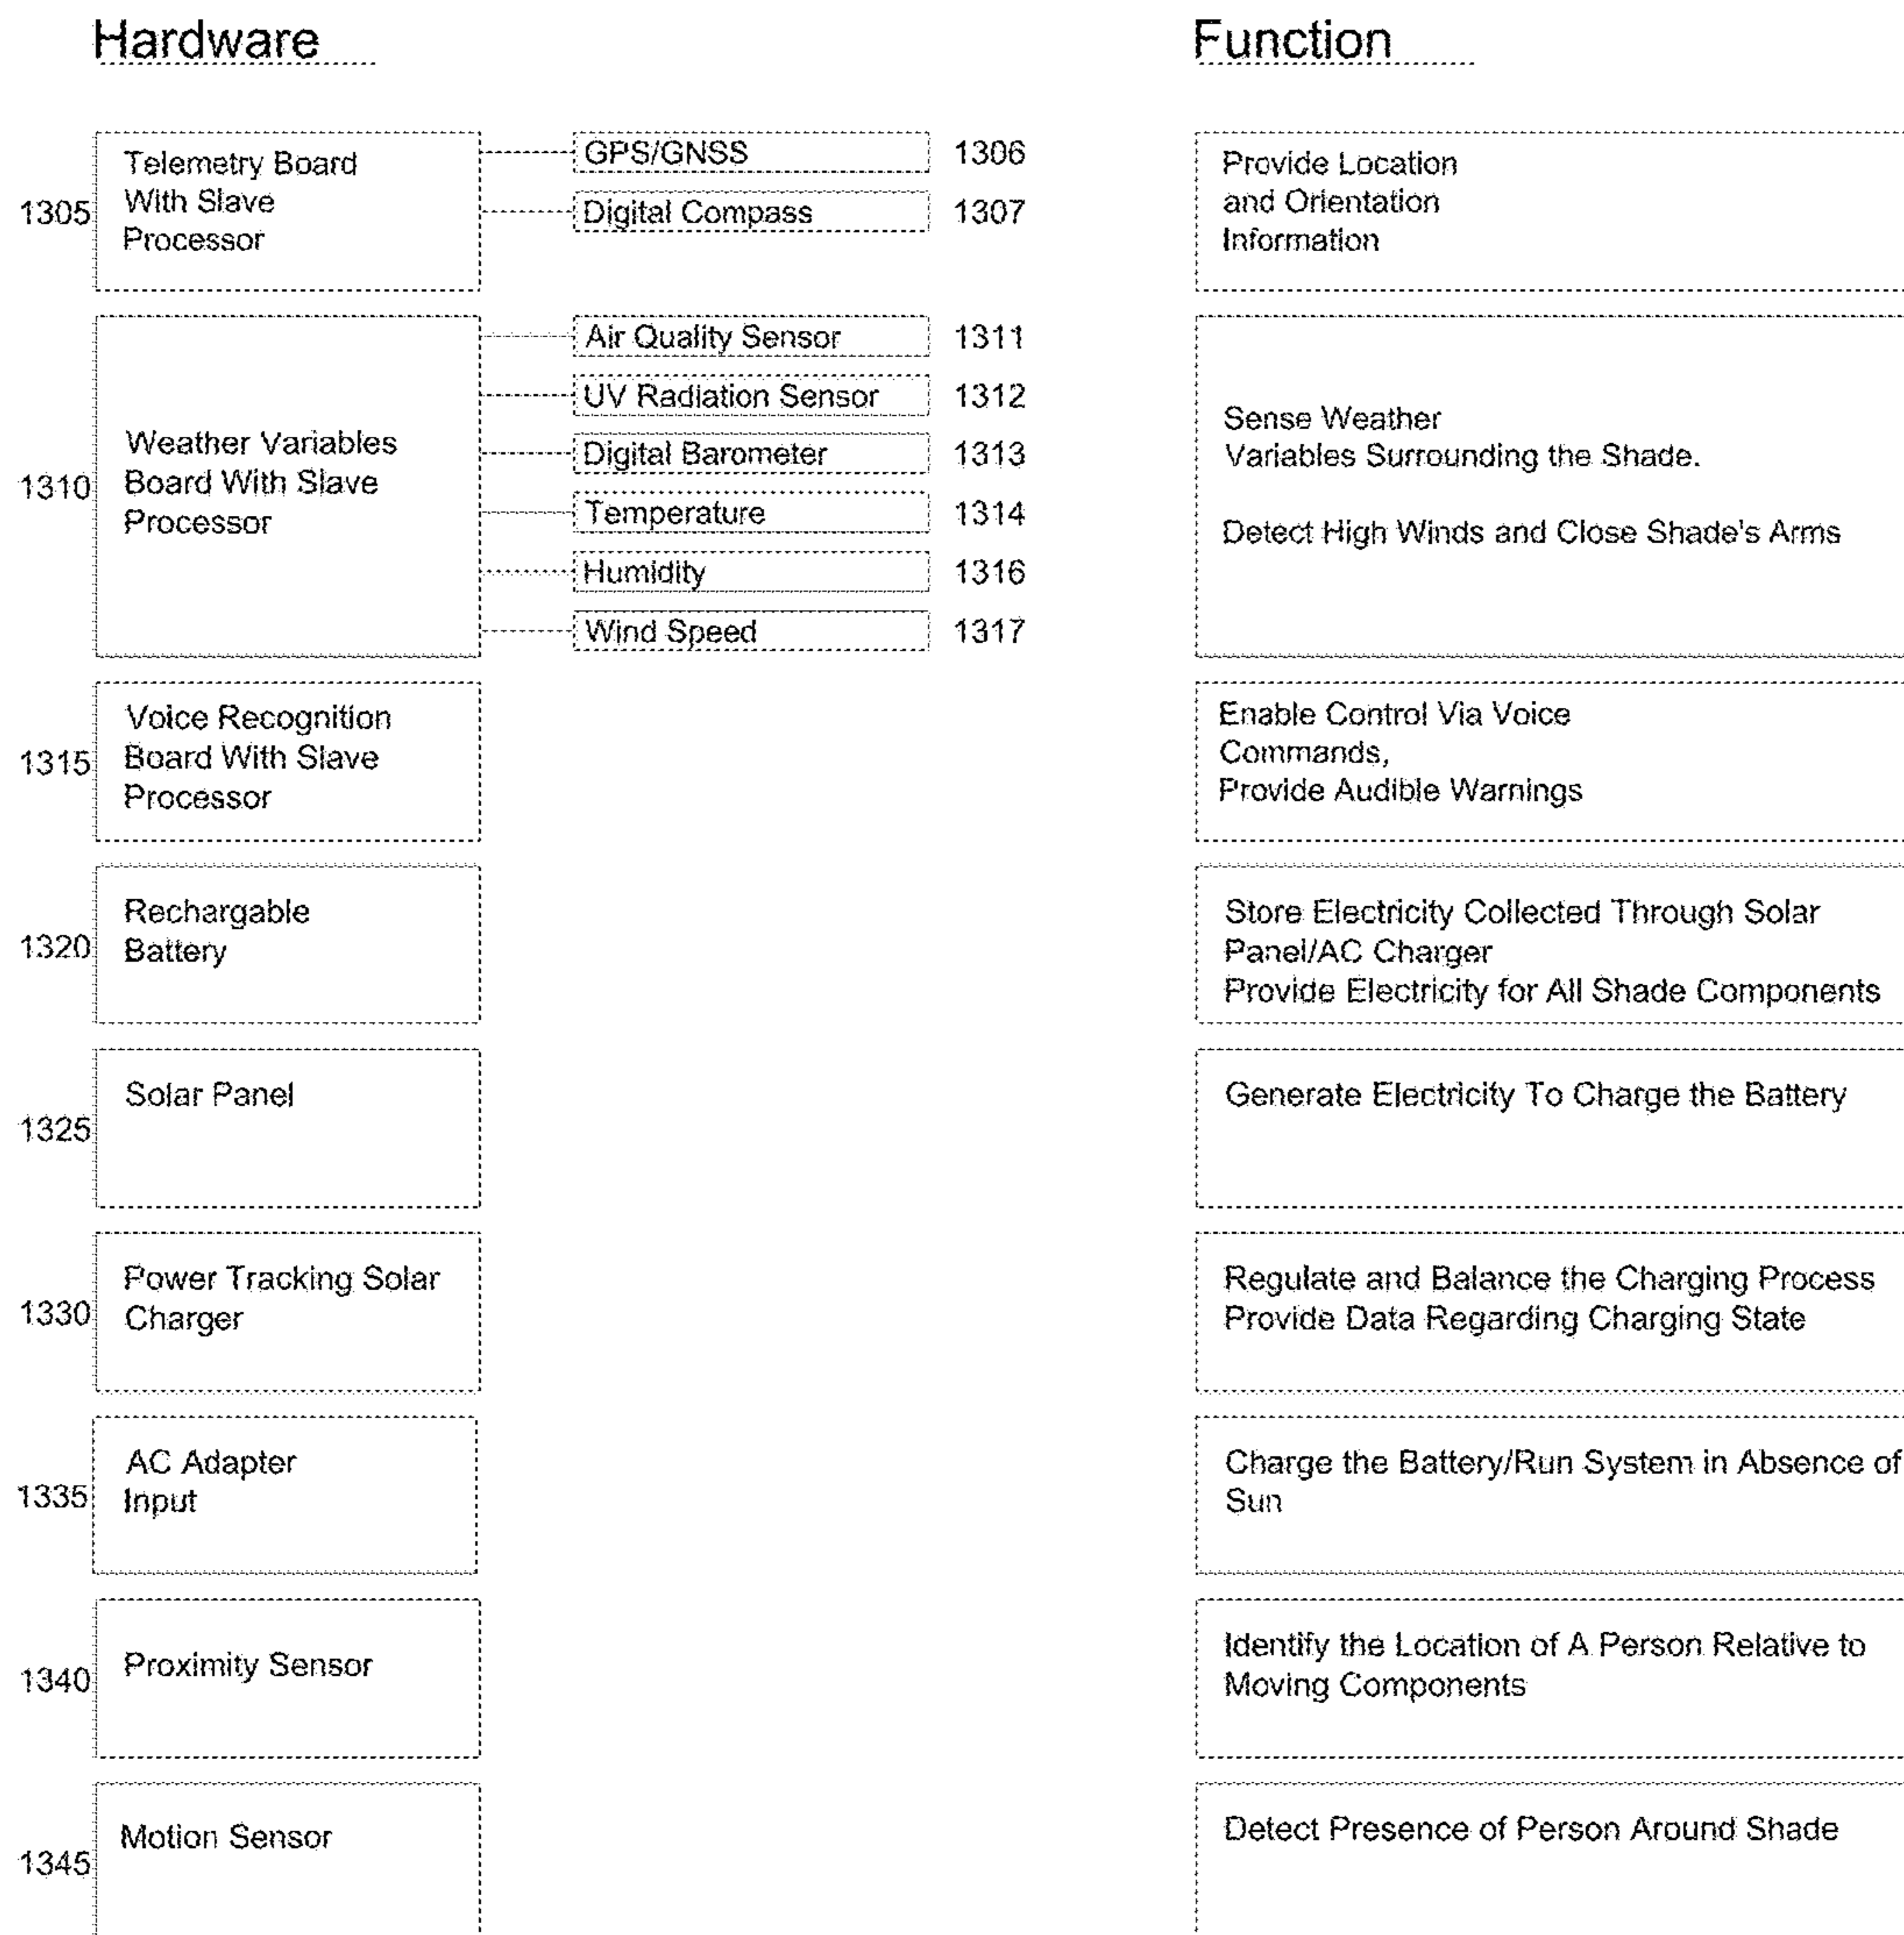 Hardware
Function
1305
Telemetry Board
With Slave
Processor
GPS/GNSS
1306
Digital Compass
1307
Provide Location
and Orientation
Information
1310
Weather Variables
Board With Slave
Processor
Air Quality Sensor
1311
UV Radiation Sensor
1312
Digital Barometer
1313
Temperature
1314
Humidity
1316
Wind Speed
1317
Sense Weather
Variables Surrounding the Shade.
Detect High Winds and Close Shade's Arms
1315
Voice Recognition
Board With Slave
Processor
Enable Control Via Voice
Commands,
Provide Audible Warnings
1320
Rechargable
Battery
Store Electricity Collected Through Solar
Panel/AC Charger
Provide Electricity for All Shade Components
1325
Solar Panel
Generate Electricity To Charge the Battery
1330
Power Tracking Solar
Charger
Regulate and Balance the Charging Process
Provide Data Regarding Charging State
1335
AC Adapter
Input
Charge the Battery/Run System in Absence of
Sun
1340
Proximity Sensor
Identify the Location of A Person Relative to
Moving Components
1345
Motion Sensor
Detect Presence of Person Around Shade